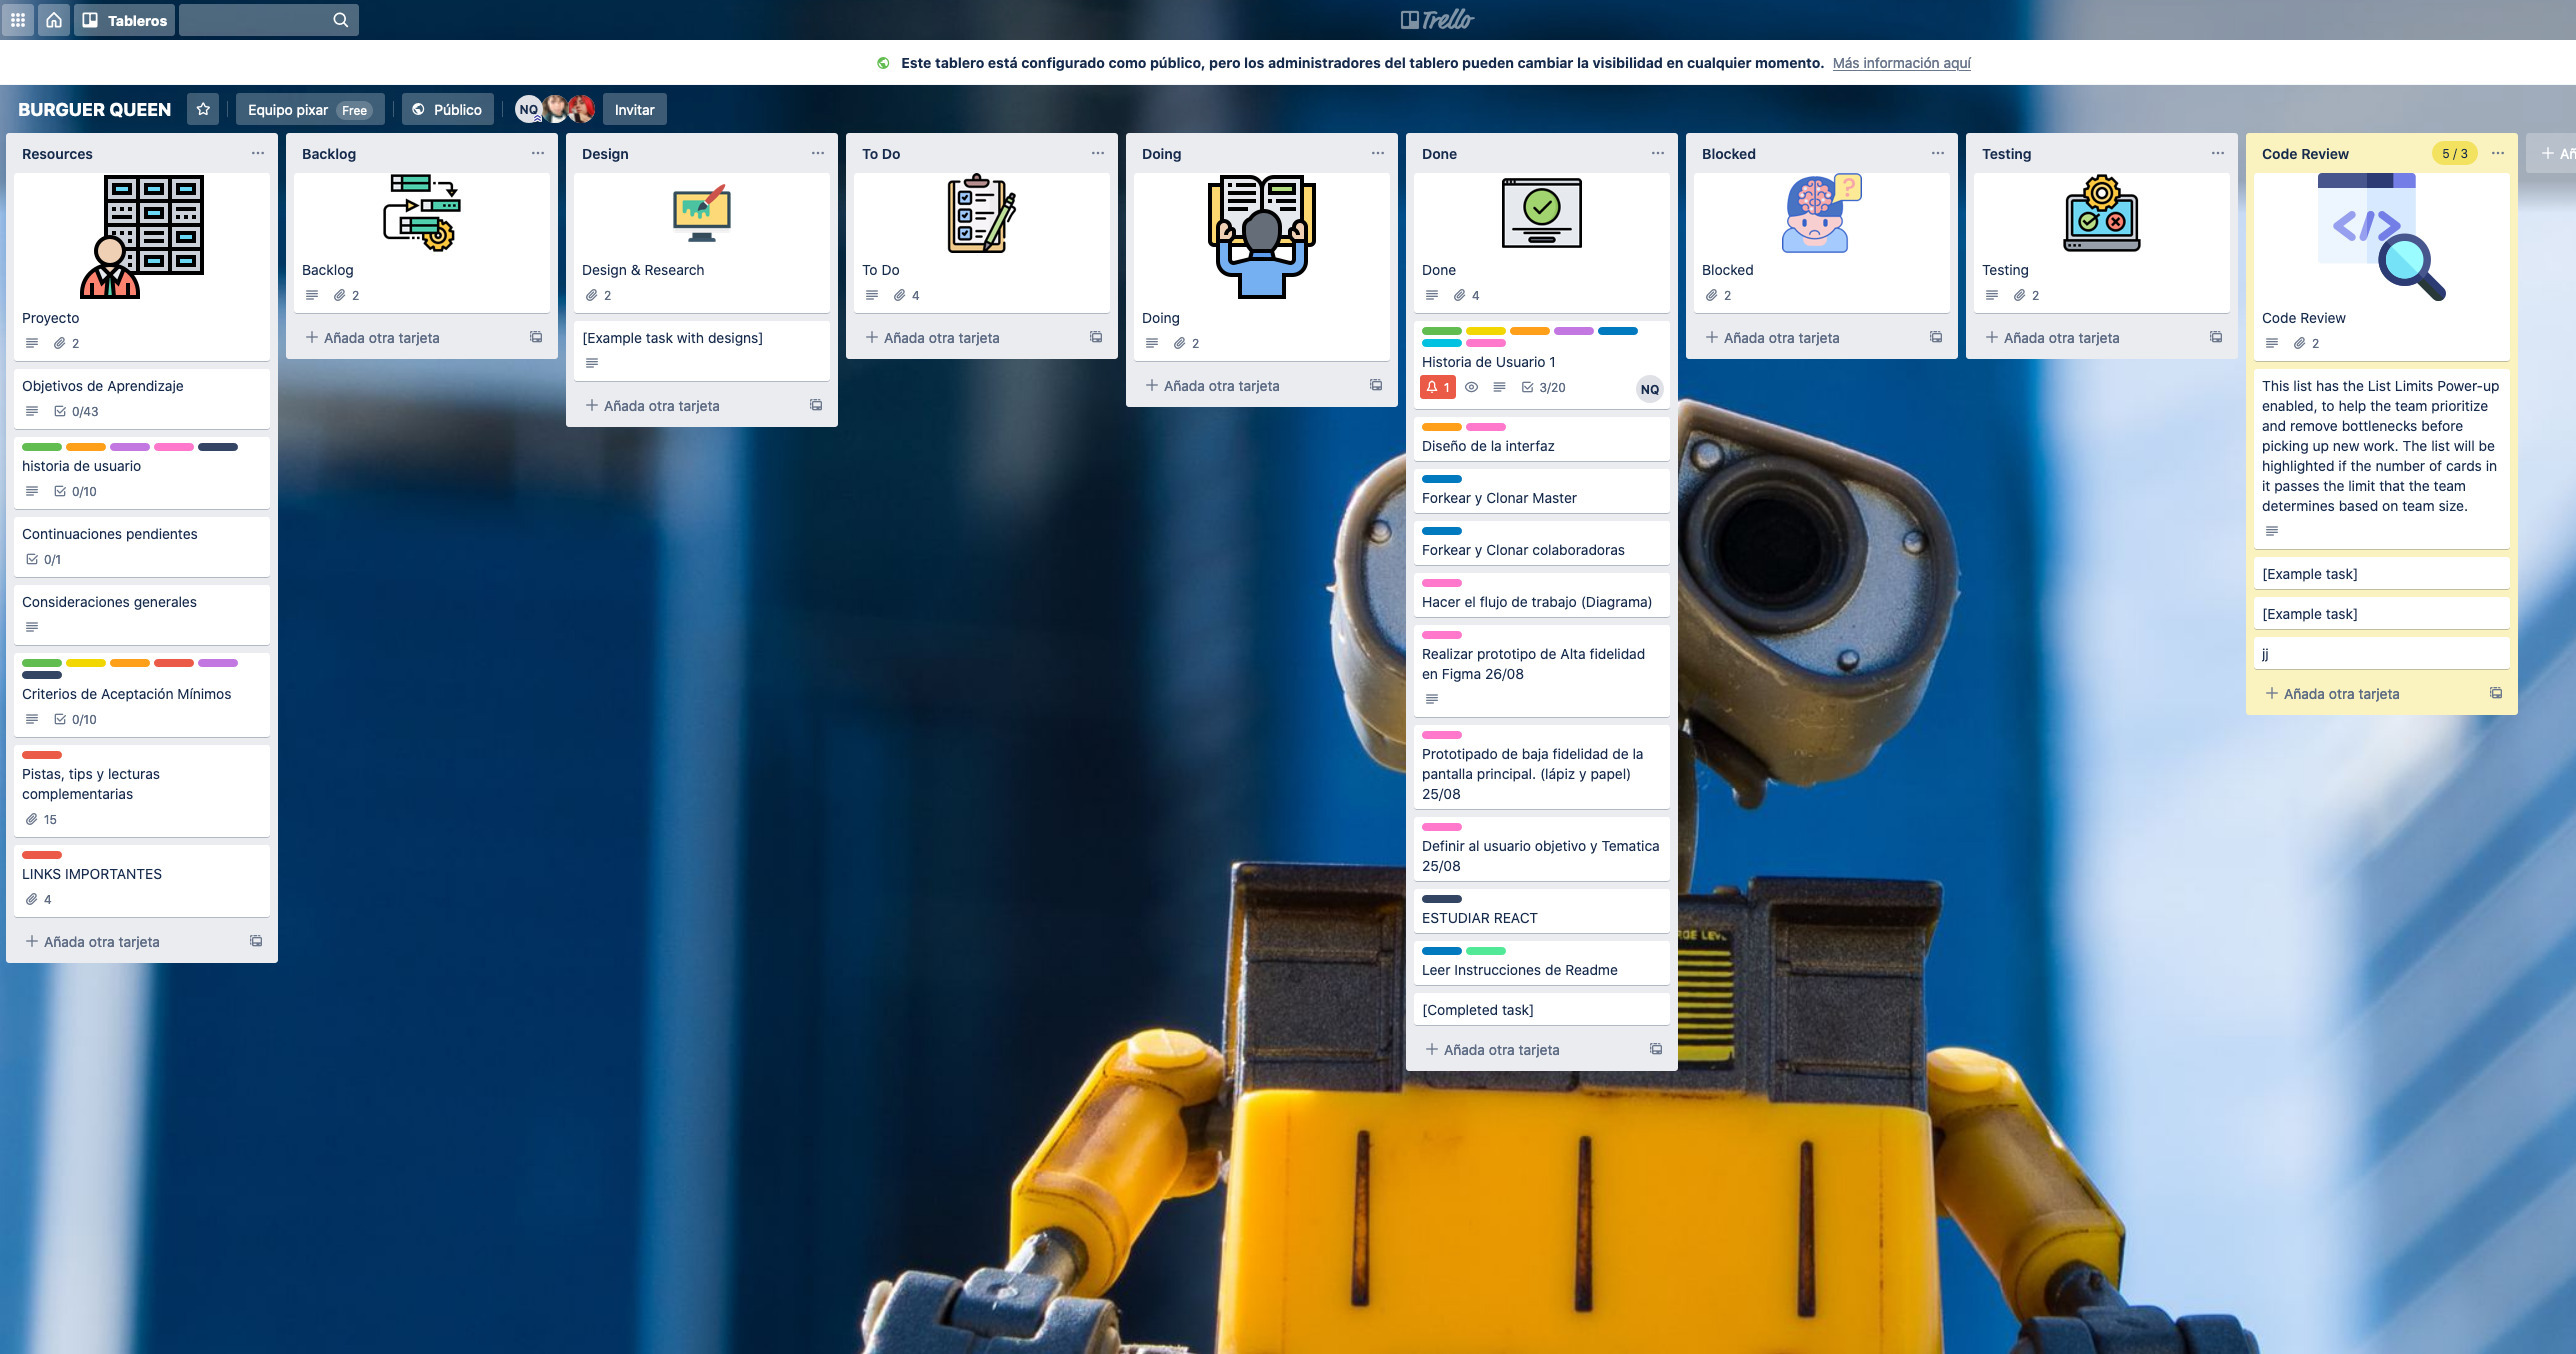 Tableros
Trello
Este tablero está configurado como público, pero los administradores del tablero pueden cambiar la visibilidad en cualquier momento. Más información aquí
BURGUER QUEEN
Equipo pixar Free
Público
NQ
Invitar
Resources
Proyecto
2
Objetivos de Aprendizaje
0/43
historia de usuario
0/10
Continuaciones pendientes
0/1
Consideraciones generales
Criterios de Aceptación Mínimos
0/10
Pistas, tips y lecturas
complementarias
15
LINKS IMPORTANTES
4
+ Añada otra tarjeta
Backlog
Backlog
2
+ Añada otra tarjeta
Design
Design & Research
2
[Example task with designs]
+ Añada otra tarjeta
To Do
To Do
4
+ Añada otra tarjeta
Doing
Doing
2
+ Añada otra tarjeta
Done
Done
4
Historia de Usuario 1
1 3/20 NQ
Diseño de la interfaz
Forkear y Clonar Master
Forkear y Clonar colaboradoras
Hacer el flujo de trabajo (Diagrama)
Realizar prototipo de Alta fidelidad
en Figma 26/08
Prototipado de baja fidelidad de la
pantalla principal. (lápiz y papel)
25/08
Definir al usuario objetivo y Tematica
25/08
ESTUDIAR REACT
Leer Instrucciones de Readme
[Completed task]
+ Añada otra tarjeta
Blocked
?
Blocked
2
+ Añada otra tarjeta
Testing
Testing
2
+ Añada otra tarjeta
Code Review 5 / 3
</>
Code Review
2
This list has the List Limits Power-up
enabled, to help the team prioritize
and remove bottlenecks before
picking up new work. The list will be
highlighted if the number of cards in
it passes the limit that the team
determines based on team size.
[Example task]
[Example task]
jj
+ Añada otra tarjeta